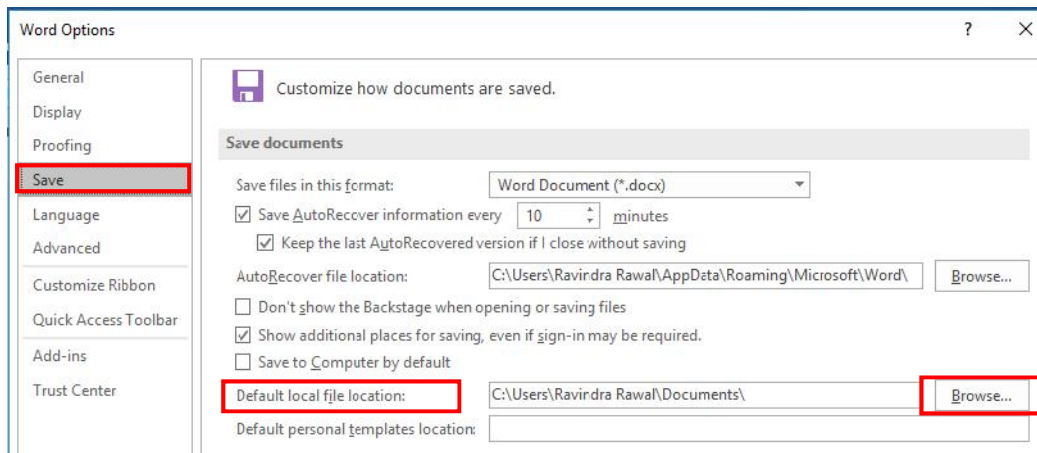 Word Options
?
General
Display
Proofing
Save
Language
Advanced
Customize Ribbon
Quick Access Toolbar
Add-ins
Trust Center
Customize how documents are saved.
Save documents
Save files in this format: Word Document (*.docx)
Save AutoRecover information every 10 minutes
Keep the last AutoRecovered version if I close without saving
AutoRecover file location: C:\Users\Ravindra Rawal\AppData\Roaming\Microsoft\Word\ Browse...
Don't show the Backstage when opening or saving files
Show additional places for saving, even if sign-in may be required.
Save to Computer by default
Default local file location: C:\Users\Ravindra Rawal\Documents\ Browse...
Default personal templates location: